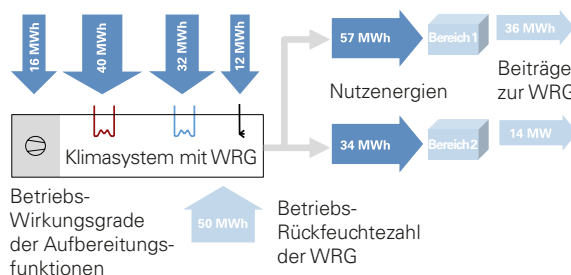 16 MWh
40 MWh
32 MWh
12 MWh
57 MWh
Bereich 1
36 MWh
Nutzenergien
Beiträge
zur WRG
Klimasystem mit WRG
34 MWh
Bereich 2
14 MW
Betriebs-
Wirkungsgrade
der Aufbereitungs-
funktionen
50 MWh
Betriebs-
Rückfeuchtezahl
der WRG